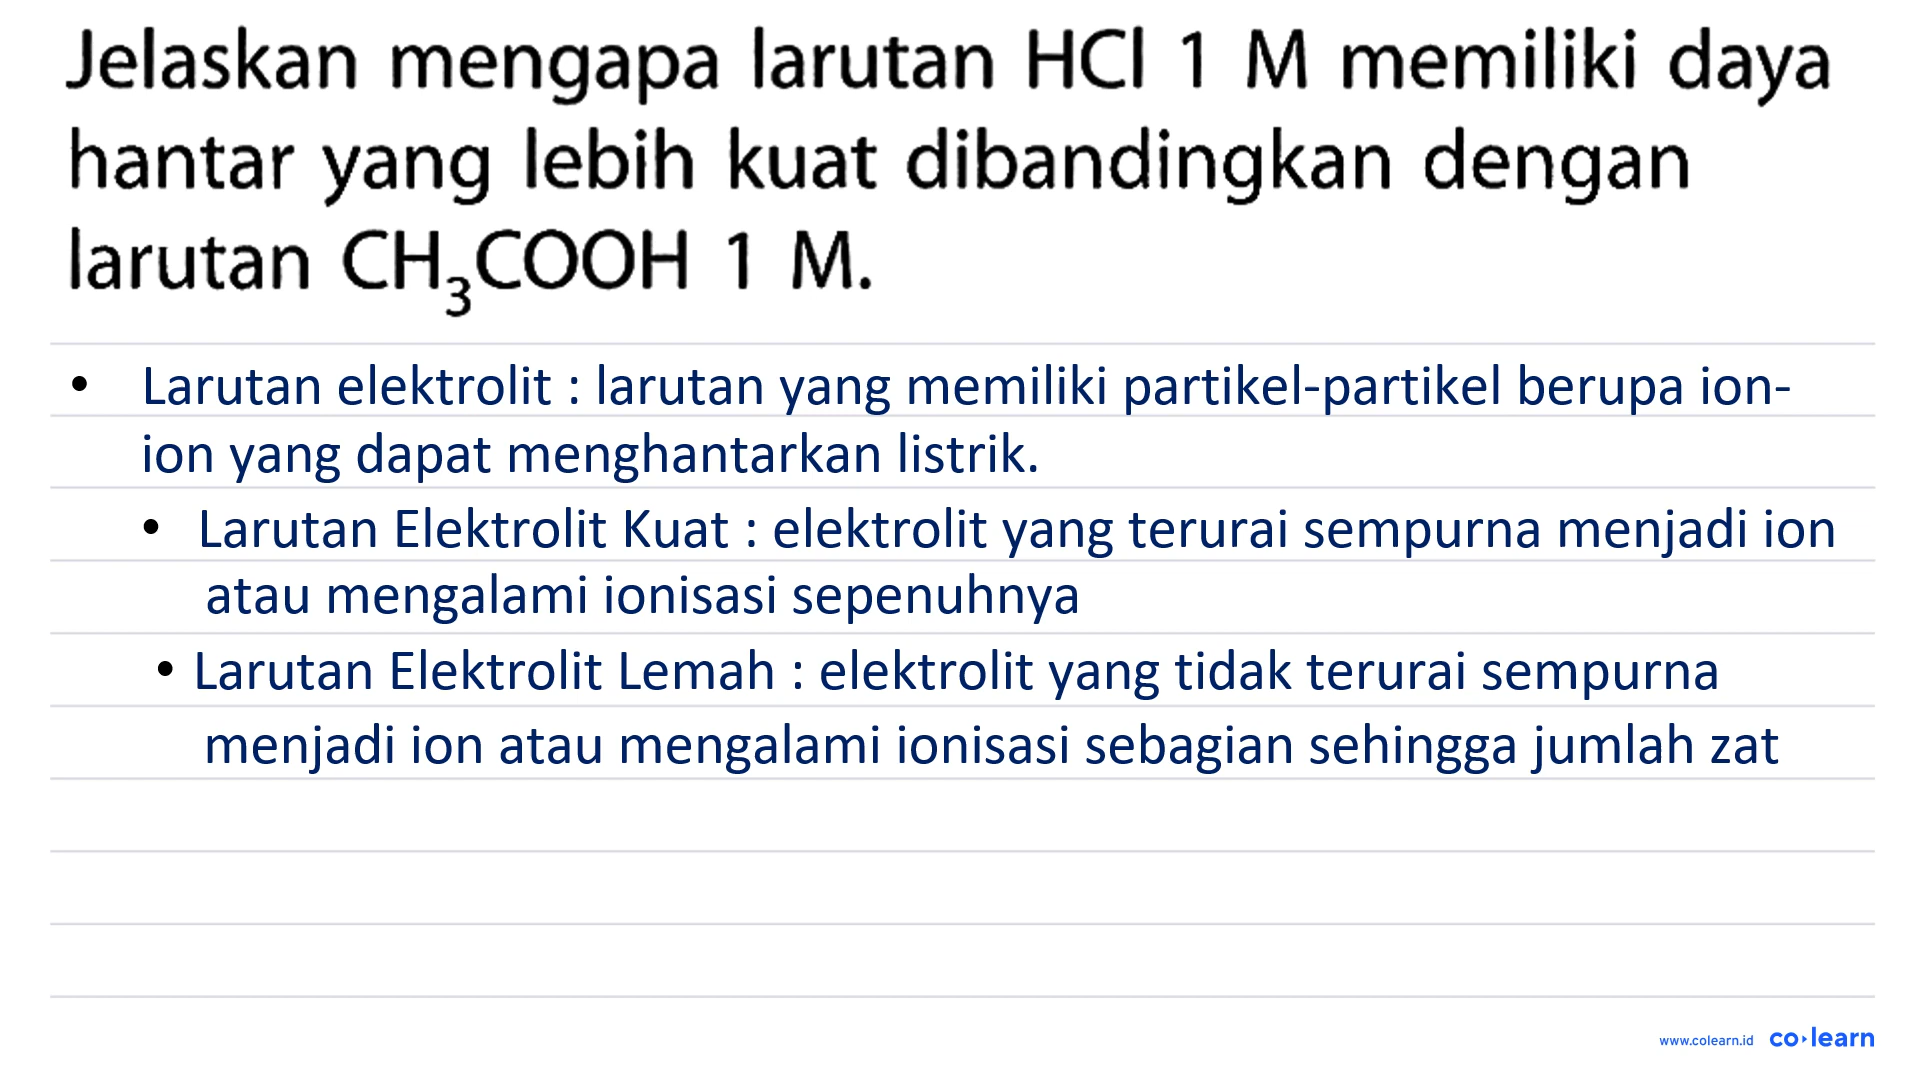 Jelaskan mengapa larutan HCl 1 M memiliki daya
hantar yang lebih kuat dibandingkan dengan
larutan CH₃COOH 1 M.
• Larutan elektrolit : larutan yang memiliki partikel-partikel berupa ion-
ion yang dapat menghantarkan listrik.
• Larutan Elektrolit Kuat : elektrolit yang terurai sempurna menjadi ion
atau mengalami ionisasi sepenuhnya
• Larutan Elektrolit Lemah : elektrolit yang tidak terurai sempurna
menjadi ion atau mengalami ionisasi sebagian sehingga jumlah zat
www.colearn.id co·learn